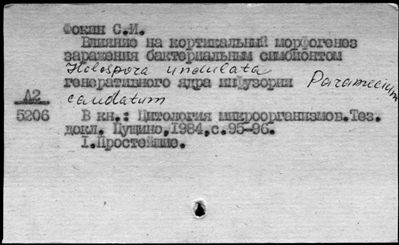 Фокин С.И.
Влияние на кортикальный морфогенез
заражения бактериальным симбионтом
Holospora undulata
генеративного ядра инфузории Paramecium
caudatum
А2
5206
В кн.: Цитология микроорганизмов. Тез.
докл. Пущино, 1984, с. 95-96.
I. Простейшие.